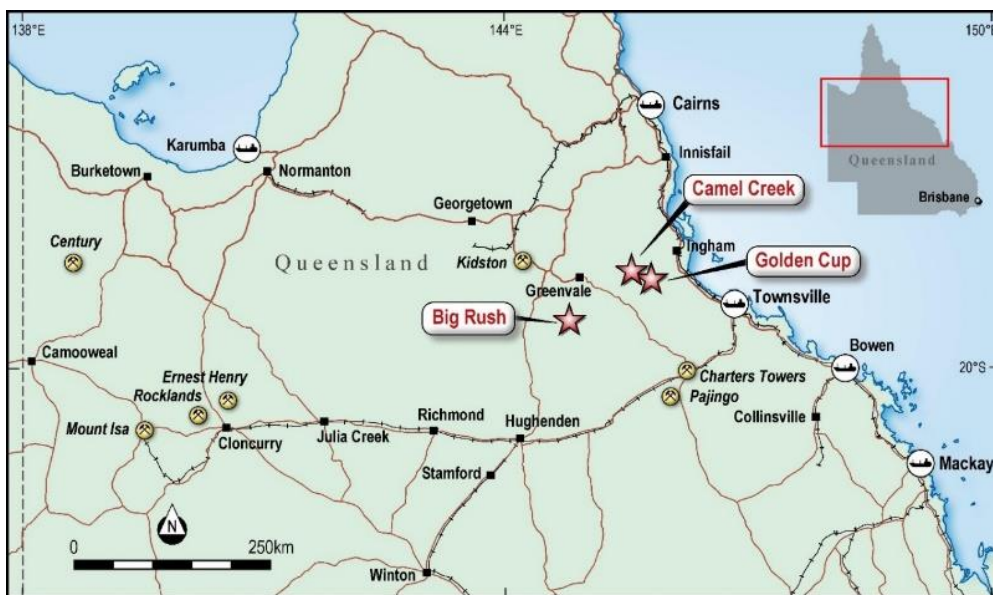 138°E
144°E
150°E
Cairns
Karumba
Innisfail
Burketown
Normanton
Queensland
Camel Creek
Brisbane
Georgetown
Century
Ingham
Queensland
Kidston
Golden Cup
Greenvale
Townsville
Big Rush
Bowen
Camooweal
20°S
Ernest Henry
Charters Towers
Rocklands
Pajingo
Richmond
Hughenden
Collinsville
Mount Isa
Cloncurry
Julia Creek
Mackay
Stamford
N
0
250km
Winton